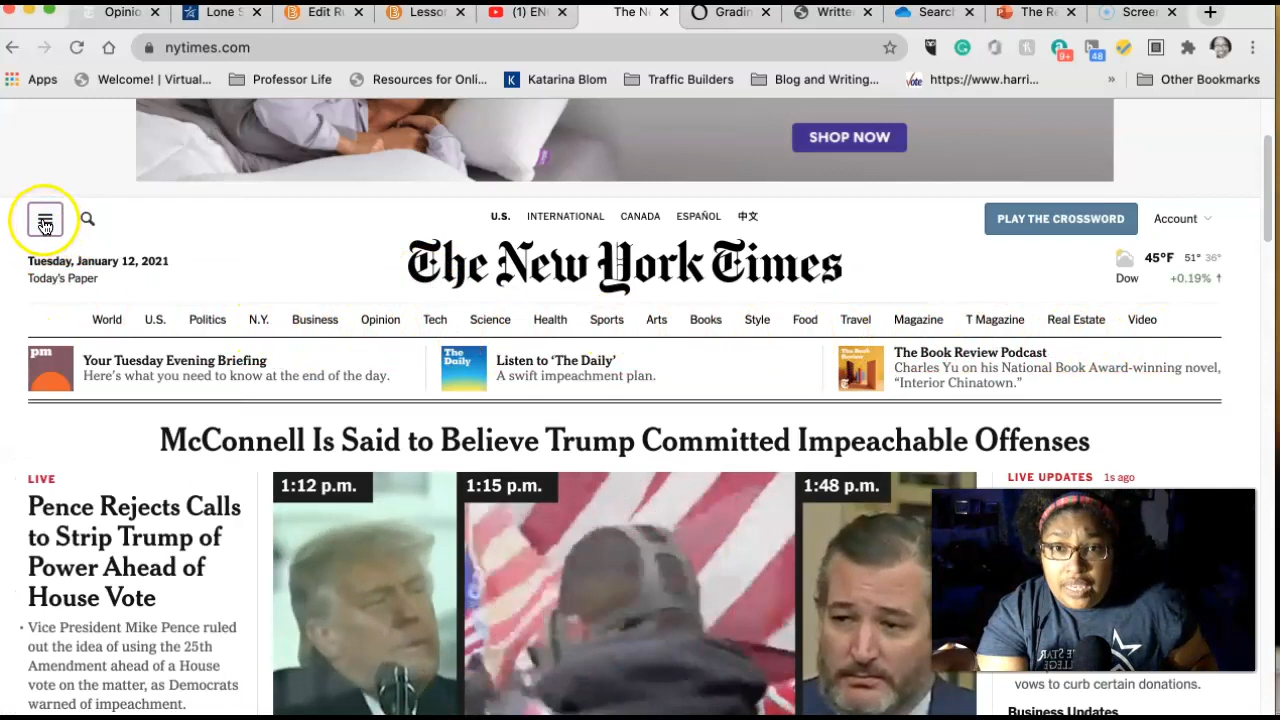 Opinio
Lone S
Edit R
Lesson
(1) EN
The Ne
Gradin
Writte
Search
The R
Screer
nytimes.com
9+
48
Apps
Welcome! | Virtual...
Professor Life
Resources for Onli...
K
Katarina Blom
Traffic Builders
Blog and Writing...
vote
https://www.harri...
»
Other Bookmarks
SHOP NOW
U.S.
INTERNATIONAL
CANADA
ESPAÑOL
中文
PLAY THE CROSSWORD
Account
Tuesday, January 12, 2021
Today's Paper
The New York Times
45°F 51° 36°
Dow +0.19% ↑
World U.S. Politics N.Y. Business Opinion Tech Science Health Sports Arts Books Style Food Travel Magazine T Magazine Real Estate Video
pm
Your Tuesday Evening Briefing
Here's what you need to know at the end of the day.
The
Daily
Listen to 'The Daily'
A swift impeachment plan.
The Book Review Podcast
Charles Yu on his National Book Award-winning novel,
“Interior Chinatown.”
McConnell Is Said to Believe Trump Committed Impeachable Offenses
LIVE
Pence Rejects Calls
to Strip Trump of
Power Ahead of
House Vote
• Vice President Mike Pence ruled
out the idea of using the 25th
Amendment ahead of a House
vote on the matter, as Democrats
warned of impeachment.
1:12 p.m.
1:15 p.m.
1:48 p.m.
LIVE UPDATES 1s ago
vows to curb certain donations.
Business Updates